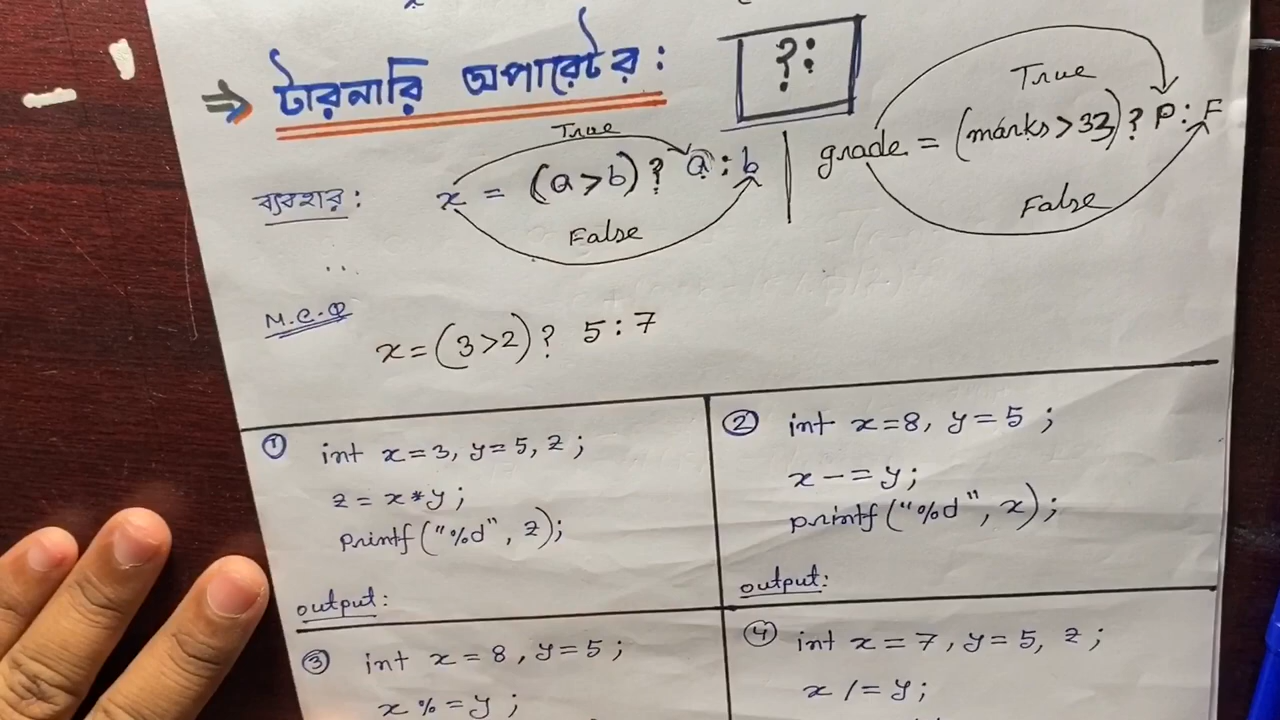 ⇒ টারনারি অপারেটর : ?:
ব্যবহার : x = (a>b) ? a : b
True
False
grade = (marks>33) ? P : F
True
False
M.C.Q
x = (3>2) ? 5 : 7
① int x=3, y=5, z ;
z = x*y ;
printf("%d", z);
output:
② int x=8, y=5 ;
x -= y;
printf("%d", x);
output:
③ int x=8, y=5 ;
x %= y ;
④ int x=7, y=5, z ;
x /= y;